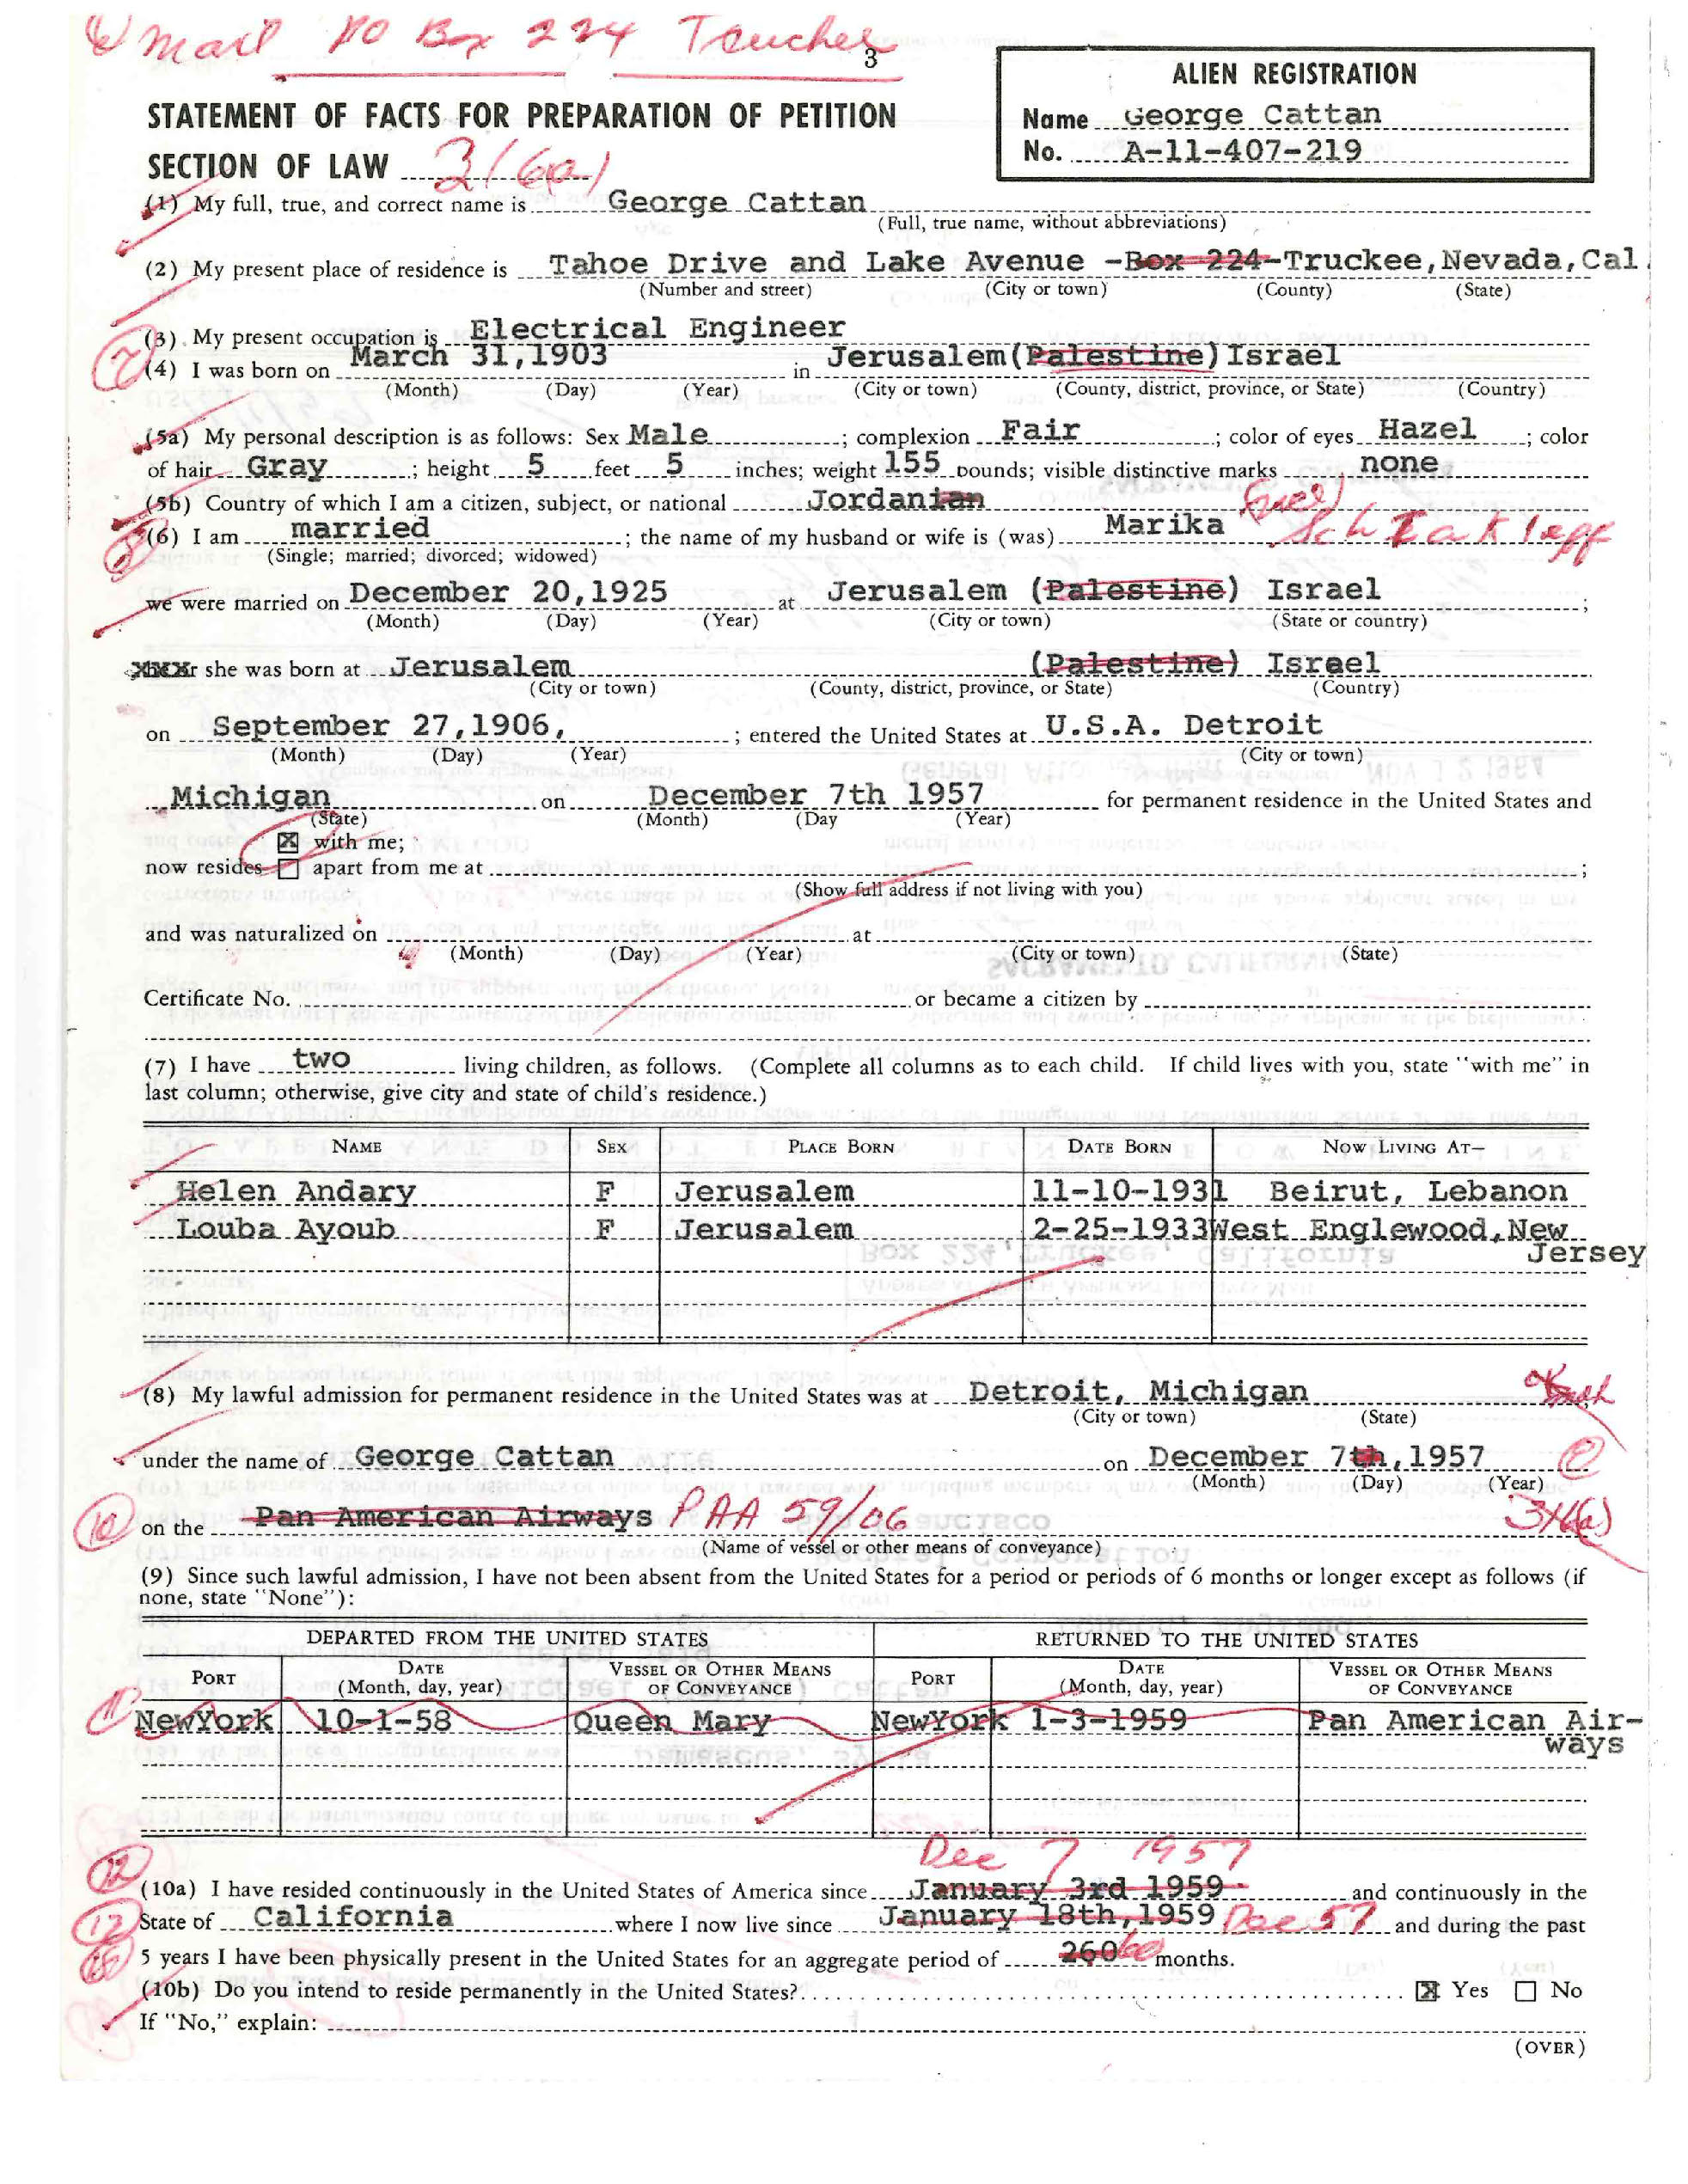 Mail PO Box 224 Truckee
3
ALIEN REGISTRATION
STATEMENT OF FACTS FOR PREPARATION OF PETITION
Name George Cattan
No. A-11-407-219
SECTION OF LAW 316(a)
(1) My full, true, and correct name is George Cattan
(Full, true name, without abbreviations)
(2) My present place of residence is Tahoe Drive and Lake Avenue -Box 224-Truckee,Nevada,Cal.
(Number and street) (City or town) (County) (State)
(3) My present occupation is Electrical Engineer
7
(4) I was born on March 31,1903 in Jerusalem(Palestine)Israel
(Month) (Day) (Year) (City or town) (County, district, province, or State) (Country)
(5a) My personal description is as follows: Sex Male; complexion Fair; color of eyes Hazel; color
of hair Gray; height 5 feet 5 inches; weight 155 pounds; visible distinctive marks none
(5b) Country of which I am a citizen, subject, or national Jordanian
8
(6) I am married; the name of my husband or wife is (was) Marika (nee)
(Single; married; divorced; widowed)
we were married on December 20,1925 at Jerusalem (Palestine) Israel;
(Month) (Day) (Year) (City or town) (State or country)
she was born at Jerusalem (Palestine) Israel
(City or town) (County, district, province, or State) (Country)
on September 27,1906,; entered the United States at U.S.A. Detroit
(Month) (Day) (Year) (City or town)
Michigan on December 7th 1957 for permanent residence in the United States and
(State) (Month) (Day (Year)
☒ with me;
now resides ☐ apart from me at ;
(Show full address if not living with you)
and was naturalized on at
(Month) (Day) (Year) (City or town) (State)
Certificate No. or became a citizen by
(7) I have two living children, as follows. (Complete all columns as to each child. If child lives with you, state "with me" in
last column; otherwise, give city and state of child's residence.)
NAME SEX PLACE BORN DATE BORN NOW LIVING AT—
Helen Andary F Jerusalem 11-10-1931 Beirut, Lebanon
Louba Ayoub F Jerusalem 2-25-1933 West Englewood,New
Jersey
(8) My lawful admission for permanent residence in the United States was at Detroit, Michigan
(City or town) (State)
under the name of George Cattan on December 7th,1957
(Month) (Day) (Year)
10
on the Pan American Airways PAA 59/06 316(a)
(Name of vessel or other means of conveyance)
(9) Since such lawful admission, I have not been absent from the United States for a period or periods of 6 months or longer except as follows (if
none, state "None"):
DEPARTED FROM THE UNITED STATES RETURNED TO THE UNITED STATES
PORT DATE (Month, day, year) VESSEL OR OTHER MEANS OF CONVEYANCE PORT DATE (Month, day, year) VESSEL OR OTHER MEANS OF CONVEYANCE
11
NewYork 10-1-58 Queen Mary NewYork 1-3-1959 Pan American Air-
ways
Dec 7 1957
12
(10a) I have resided continuously in the United States of America since January 3rd 1959 and continuously in the
13
State of California where I now live since January 18th,1959 Dec 57 and during the past
5 years I have been physically present in the United States for an aggregate period of 260 60 months.
(10b) Do you intend to reside permanently in the United States? ☒ Yes ☐ No
If "No," explain:
(OVER)